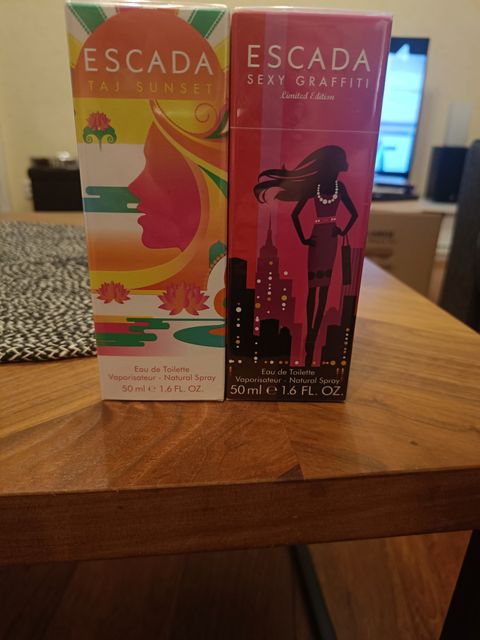 ESCADA
TAJ SUNSET
Eau de Toilette
Vaporisateur - Natural Spray
50 ml e 1.6 FL. OZ.
ESCADA
SEXY GRAFFITI
Limited Edition
Eau de Toilette
Vaporisateur - Natural Spray
50 ml e 1.6 FL. OZ.